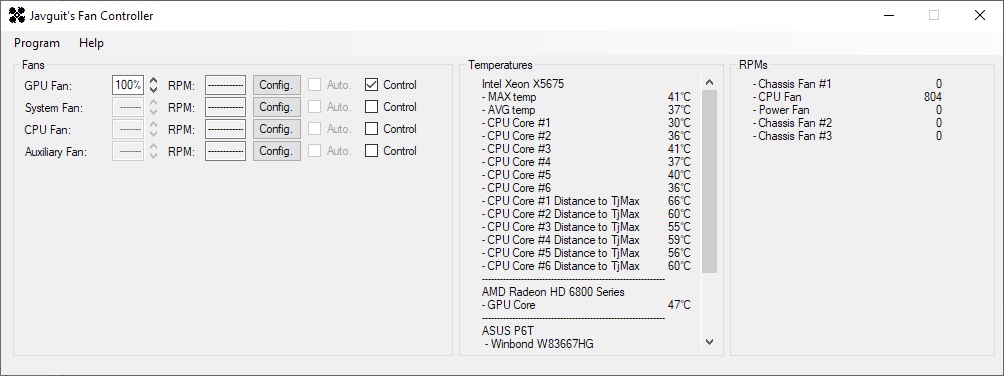 Javguit's Fan Controller
Program Help
Fans
GPU Fan: 100% RPM: ------------ Config. Auto. Control
System Fan: ------- RPM: ------------ Config. Auto. Control
CPU Fan: ------- RPM: ------------ Config. Auto. Control
Auxiliary Fan: ------- RPM: ------------ Config. Auto. Control
Temperatures
Intel Xeon X5675
- MAX temp 41°C
- AVG temp 37°C
- CPU Core #1 30°C
- CPU Core #2 36°C
- CPU Core #3 41°C
- CPU Core #4 37°C
- CPU Core #5 40°C
- CPU Core #6 36°C
- CPU Core #1 Distance to TjMax 66°C
- CPU Core #2 Distance to TjMax 60°C
- CPU Core #3 Distance to TjMax 55°C
- CPU Core #4 Distance to TjMax 59°C
- CPU Core #5 Distance to TjMax 56°C
- CPU Core #6 Distance to TjMax 60°C
------------------------------------------------------------
AMD Radeon HD 6800 Series
- GPU Core 47°C
------------------------------------------------------------
ASUS P6T
- Winbond W83667HG
RPMs
- Chassis Fan #1 0
- CPU Fan 804
- Power Fan 0
- Chassis Fan #2 0
- Chassis Fan #3 0